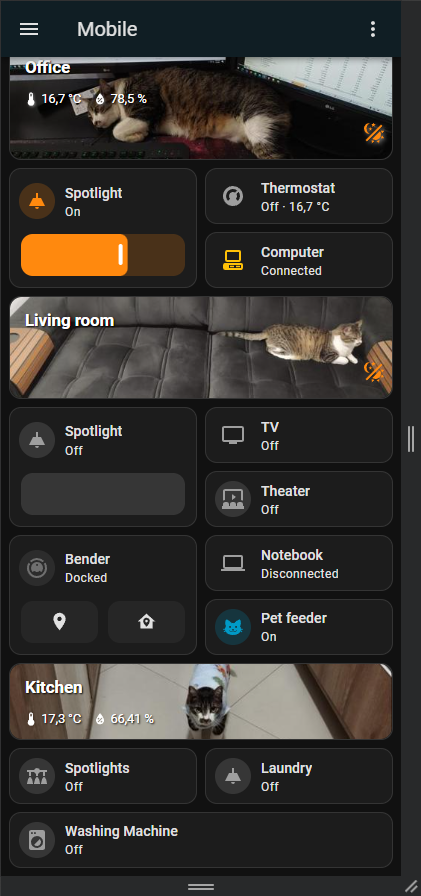 Mobile
Office
16,7 °C 78,5 %
Spotlight
On
Thermostat
Off · 16,7 °C
Computer
Connected
Living room
Spotlight
Off
TV
Off
Theater
Off
Bender
Docked
Notebook
Disconnected
Pet feeder
On
Kitchen
17,3 °C 66,41 %
Spotlights
Off
Laundry
Off
Washing Machine
Off